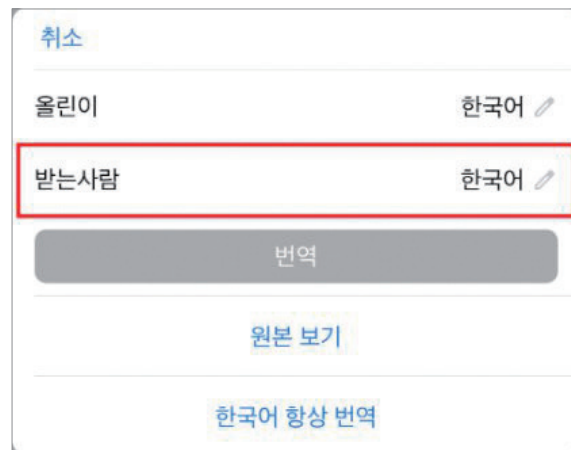 취소
올린이 한국어
받는사람 한국어
번역
원본 보기
한국어 항상 번역